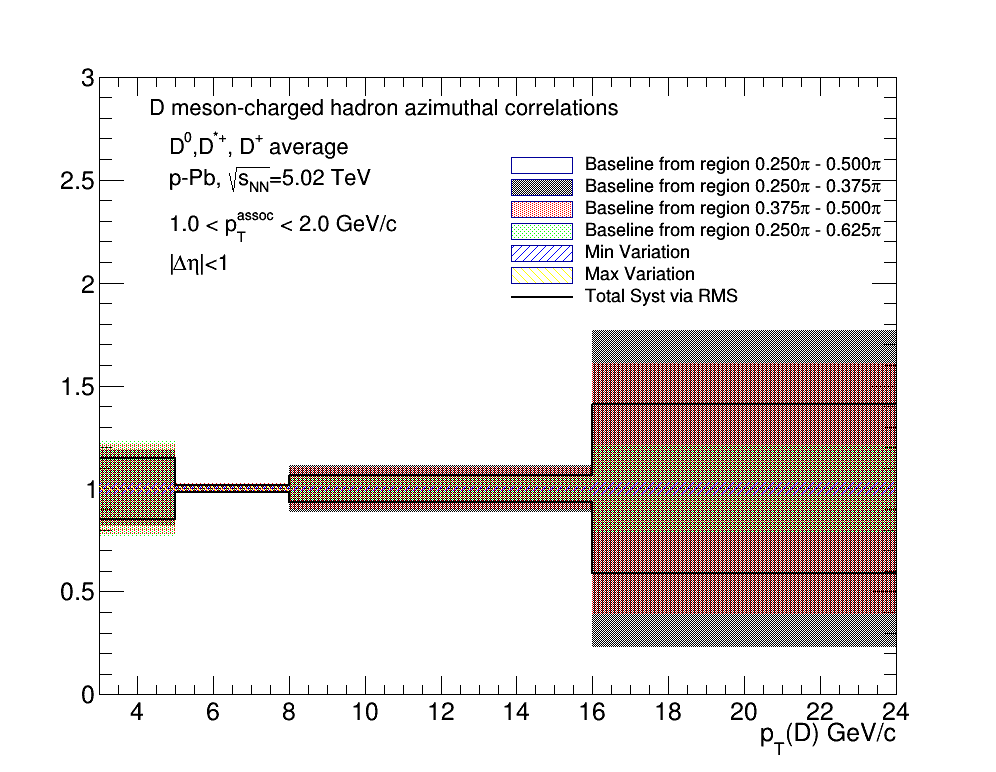 D meson-charged hadron azimuthal correlations
D⁰,D*⁺, D⁺ average
p-Pb, √s_NN=5.02 TeV
1.0 < p_T^assoc < 2.0 GeV/c
|Δη|<1
Baseline from region 0.250π - 0.500π
Baseline from region 0.250π - 0.375π
Baseline from region 0.375π - 0.500π
Baseline from region 0.250π - 0.625π
Min Variation
Max Variation
Total Syst via RMS
3
2.5
2
1.5
1
0.5
0
4 6 8 10 12 14 16 18 20 22 24
p_T(D) GeV/c